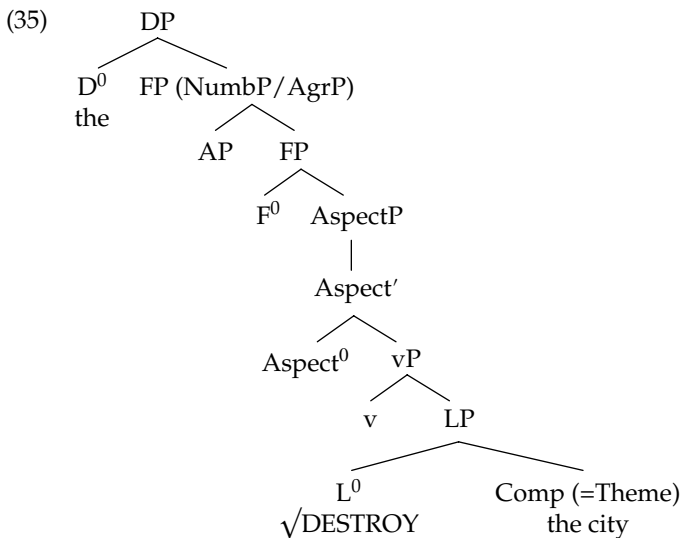 (35) DP
D⁰ FP (NumbP/AgrP)
the
AP FP
F⁰ AspectP
Aspect′
Aspect⁰ vP
v LP
L⁰ Comp (=Theme)
√DESTROY the city